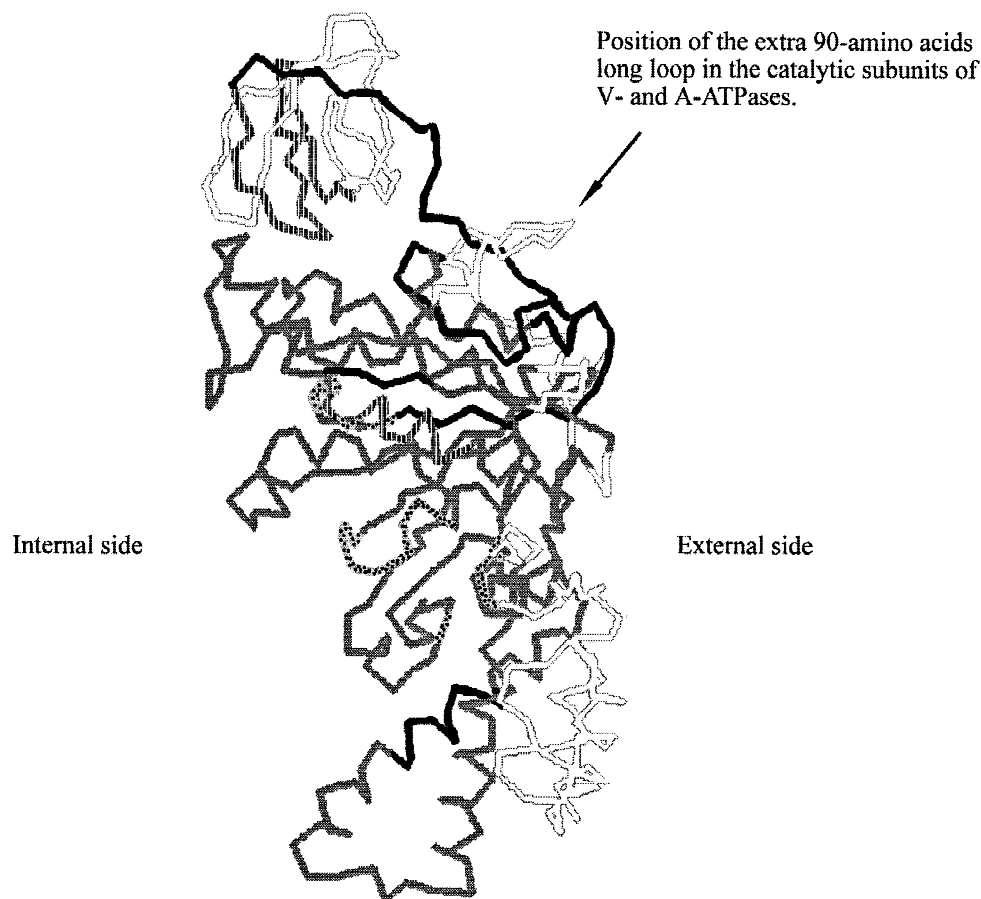 Position of the extra 90-amino acids
long loop in the catalytic subunits of
V- and A-ATPases.
Internal side
External side